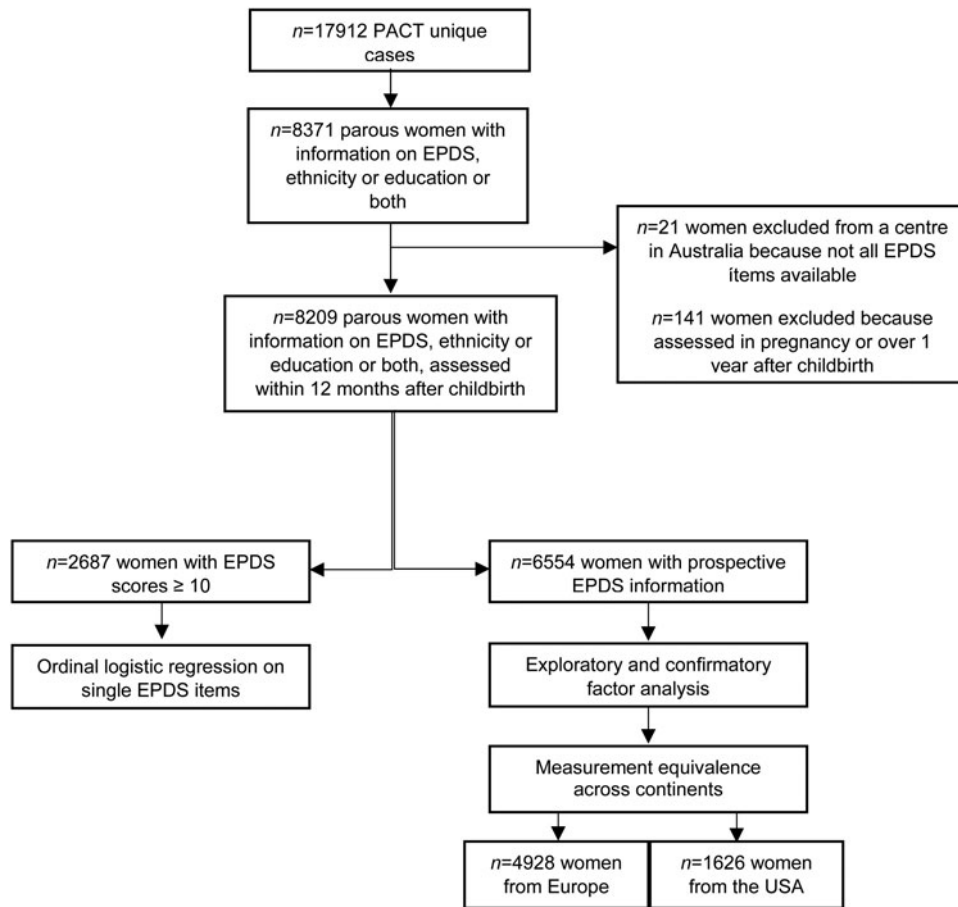 n=17912 PACT unique
cases
n=8371 parous women with
information on EPDS,
ethnicity or education or
both
n=21 women excluded from a centre
in Australia because not all EPDS
items available
n=141 women excluded because
assessed in pregnancy or over 1
year after childbirth
n=8209 parous women with
information on EPDS, ethnicity or
education or both, assessed
within 12 months after childbirth
n=2687 women with EPDS
scores ≥ 10
n=6554 women with prospective
EPDS information
Ordinal logistic regression on
single EPDS items
Exploratory and confirmatory
factor analysis
Measurement equivalence
across continents
n=4928 women
from Europe
n=1626 women
from the USA